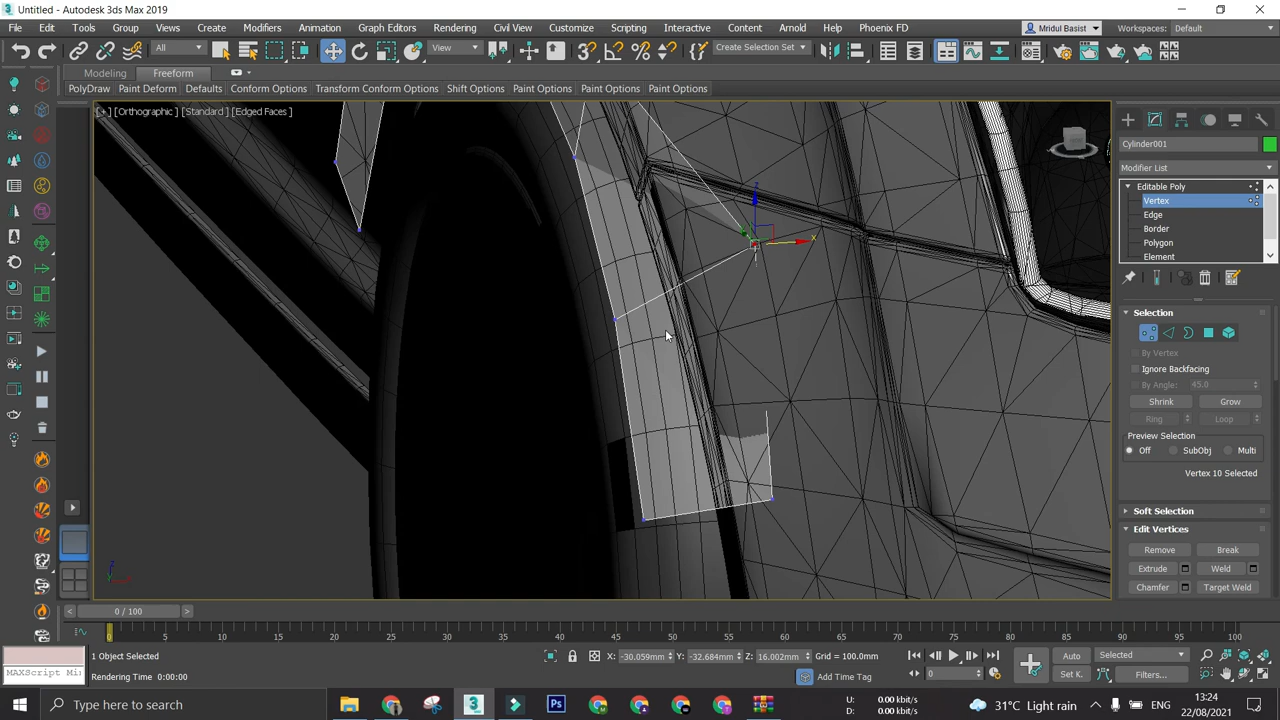 Untitled - Autodesk 3ds Max 2019
File Edit Tools Group Views Create Modifiers Animation Graph Editors Rendering Civil View Customize Scripting Interactive Content Arnold Help Phoenix FD Mridul Basist Workspaces: Default
All View Create Selection Set
Modeling Freeform
PolyDraw Paint Deform Defaults Conform Options Transform Conform Options Shift Options Paint Options Paint Options Paint Options
[+] [Orthographic ] [Standard ] [Edged Faces ]
Cylinder001
Modifier List
Editable Poly
Vertex
Edge
Border
Polygon
Element
Selection
By Vertex
Ignore Backfacing
By Angle: 45.0
Shrink Grow
Ring Loop
Preview Selection
Off SubObj Multi
Vertex 10 Selected
Soft Selection
Edit Vertices
Remove Break
Extrude Weld
Chamfer Target Weld
z
x
< 0 / 100 >
0 5 10 15 20 25 30 35 40 45 50 55 60 65 70 75 80 85 90 95 100
1 Object Selected X: -30.059mm Y: -32.684mm Z: 16.002mm Grid = 100.0mm Auto Selected
MAXScript Mi: Rendering Time 0:00:00 Add Time Tag 0 Set K. Filters...
Type here to search
U: 0.00 kbit/s
D: 0.00 kbit/s
31°C Light rain
ENG
13:24
22/08/2021